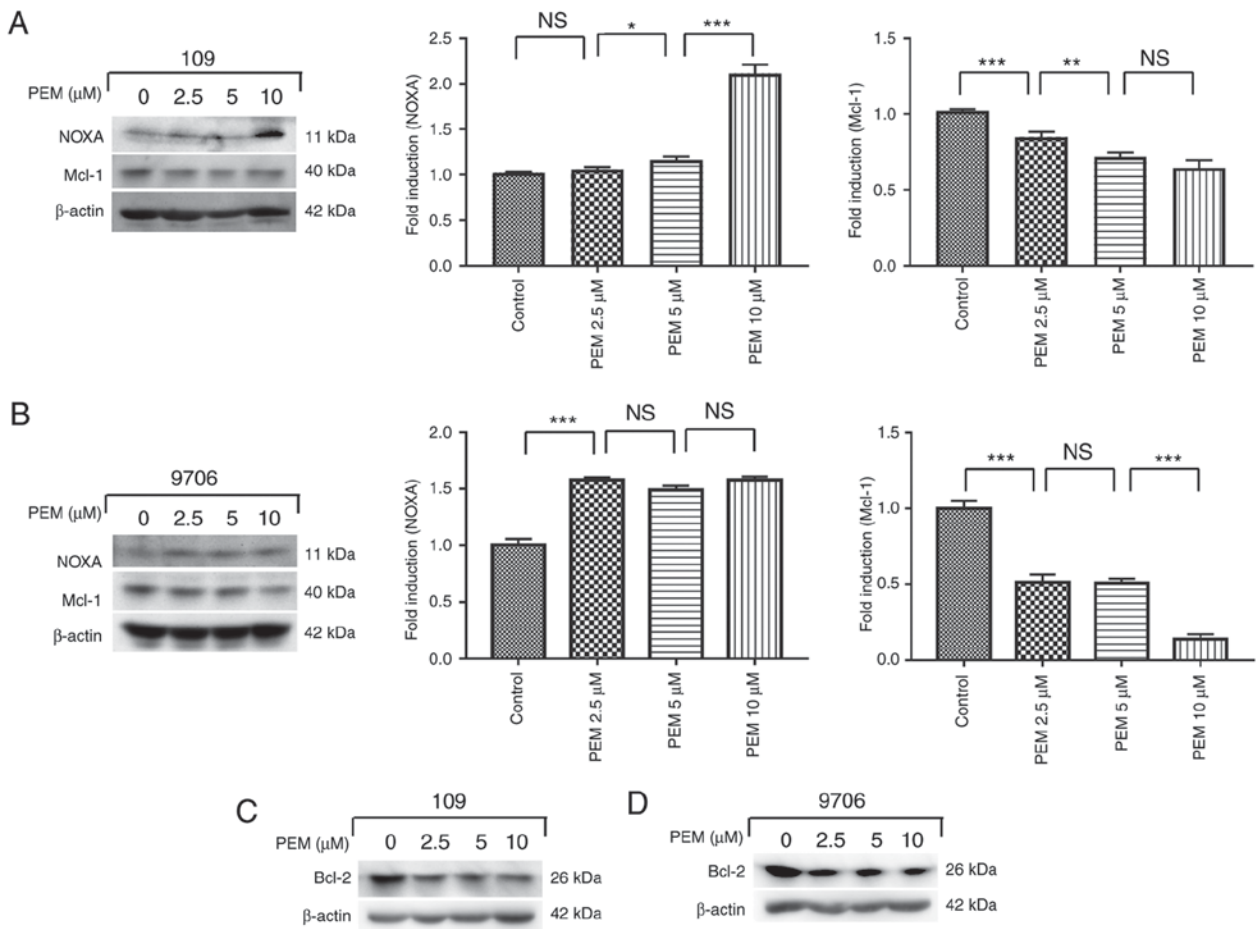 A
109
PEM (μM) 0 2.5 5 10
NOXA 11 kDa
Mcl-1 40 kDa
β-actin 42 kDa
NS * ***
Fold induction (NOXA)
2.5
2.0
1.5
1.0
0.5
0.0
Control
PEM 2.5 μM
PEM 5 μM
PEM 10 μM
*** ** NS
Fold induction (Mcl-1)
1.5
1.0
0.5
0.0
Control
PEM 2.5 μM
PEM 5 μM
PEM 10 μM
B
9706
PEM (μM) 0 2.5 5 10
NOXA 11 kDa
Mcl-1 40 kDa
β-actin 42 kDa
*** NS NS
Fold induction (NOXA)
2.0
1.5
1.0
0.5
0.0
Control
PEM 2.5 μM
PEM 5 μM
PEM 10 μM
*** NS ***
Fold induction (Mcl-1)
1.5
1.0
0.5
0.0
Control
PEM 2.5 μM
PEM 5 μM
PEM 10 μM
C
109
PEM (μM) 0 2.5 5 10
Bcl-2 26 kDa
β-actin 42 kDa
D
9706
PEM (μM) 0 2.5 5 10
Bcl-2 26 kDa
β-actin 42 kDa